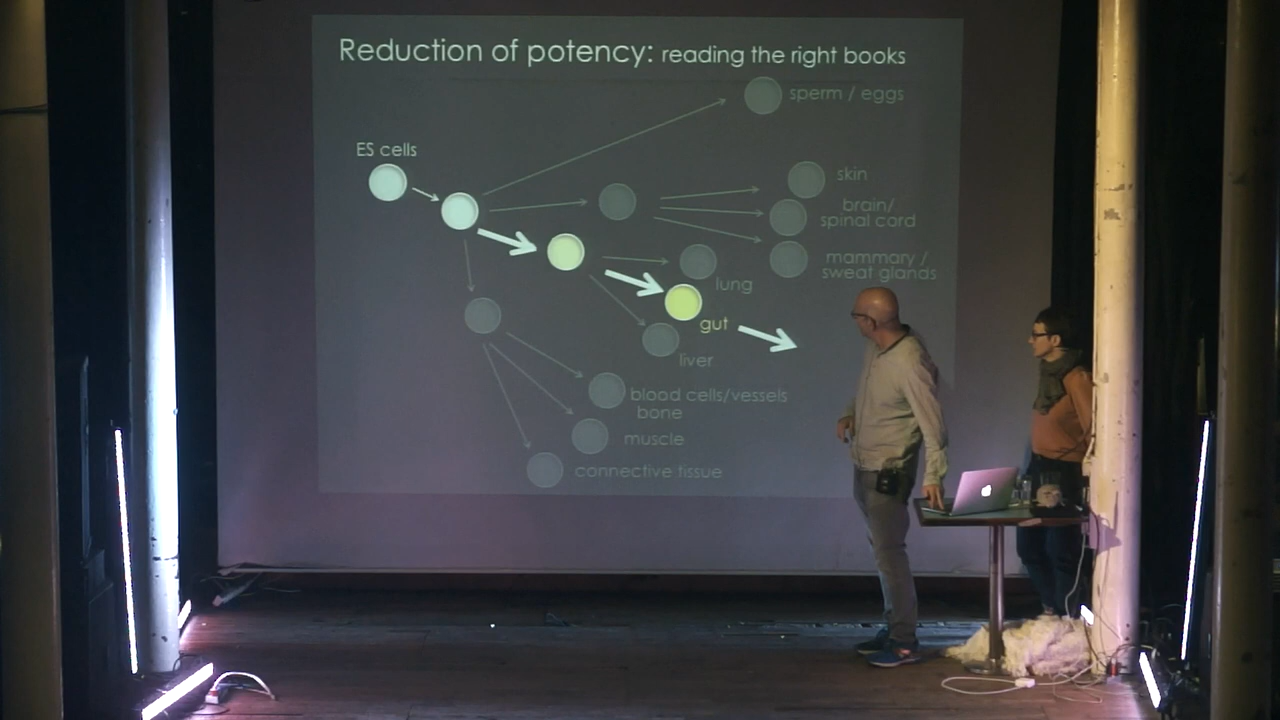 Reduction of potency: reading the right books
sperm / eggs
ES cells
skin
brain/
spinal cord
mammary /
sweat glands
lung
gut
liver
blood cells/vessels
bone
muscle
connective tissue